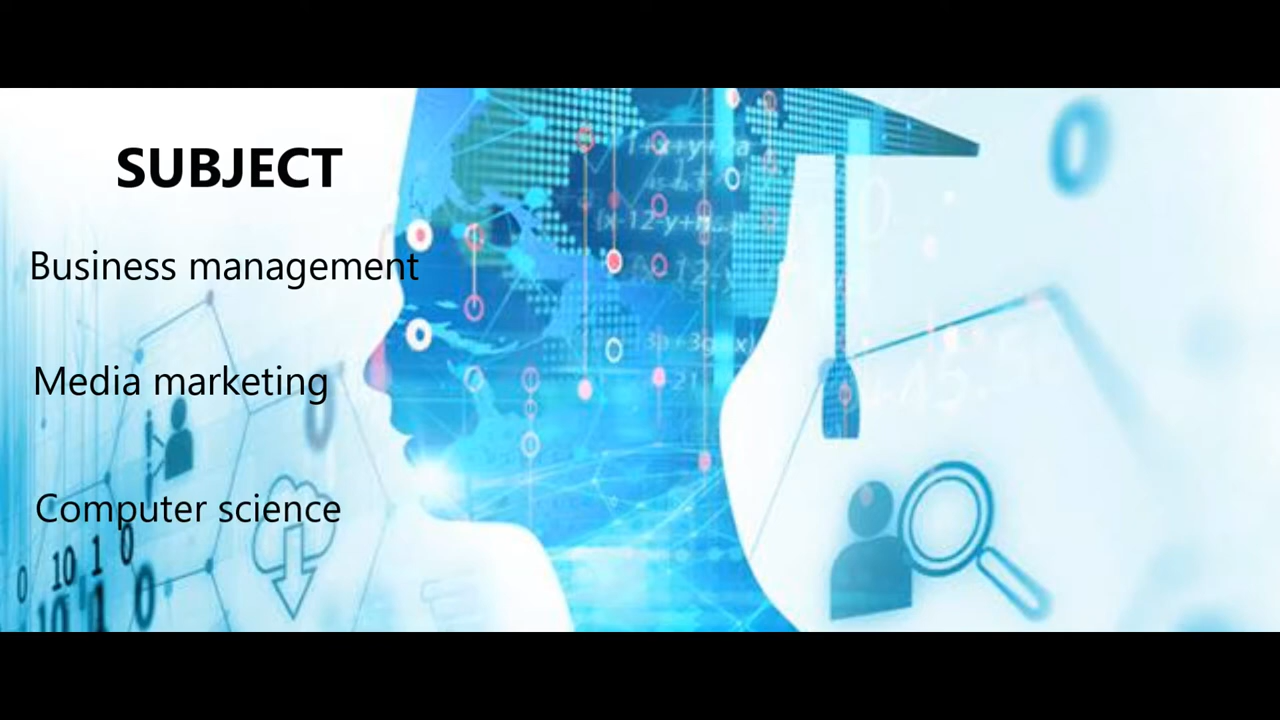 SUBJECT
Business management
Media marketing
Computer science